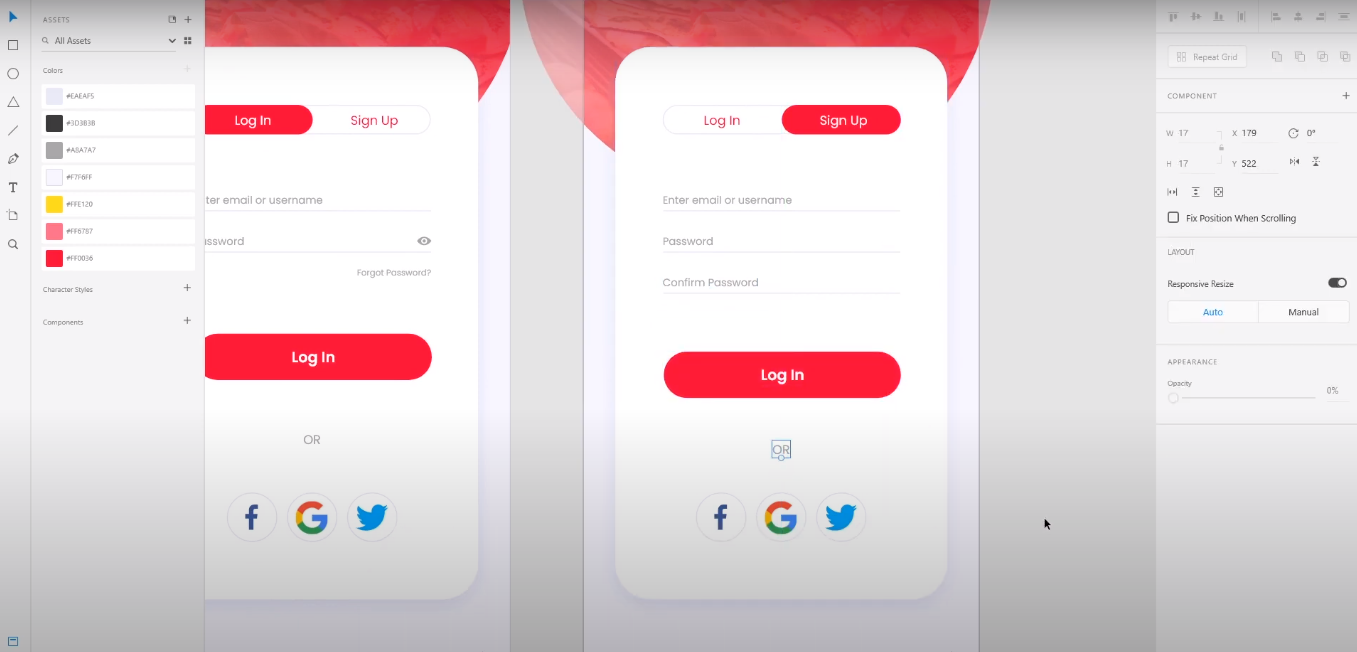 ASSETS
All Assets
Colors
#EAEAF5
#3D3B3B
#A8A7A7
#F7F6FF
#FFE120
#FF6787
#FF0036
Character Styles
Components
Log In
Sign Up
ter email or username
ssword
Forgot Password?
Log In
OR
Log In
Sign Up
Enter email or username
Password
Confirm Password
Log In
OR
Repeat Grid
COMPONENT
W 17 X 179 0°
H 17 Y 522
Fix Position When Scrolling
LAYOUT
Responsive Resize
Auto Manual
APPEARANCE
Opacity
0%